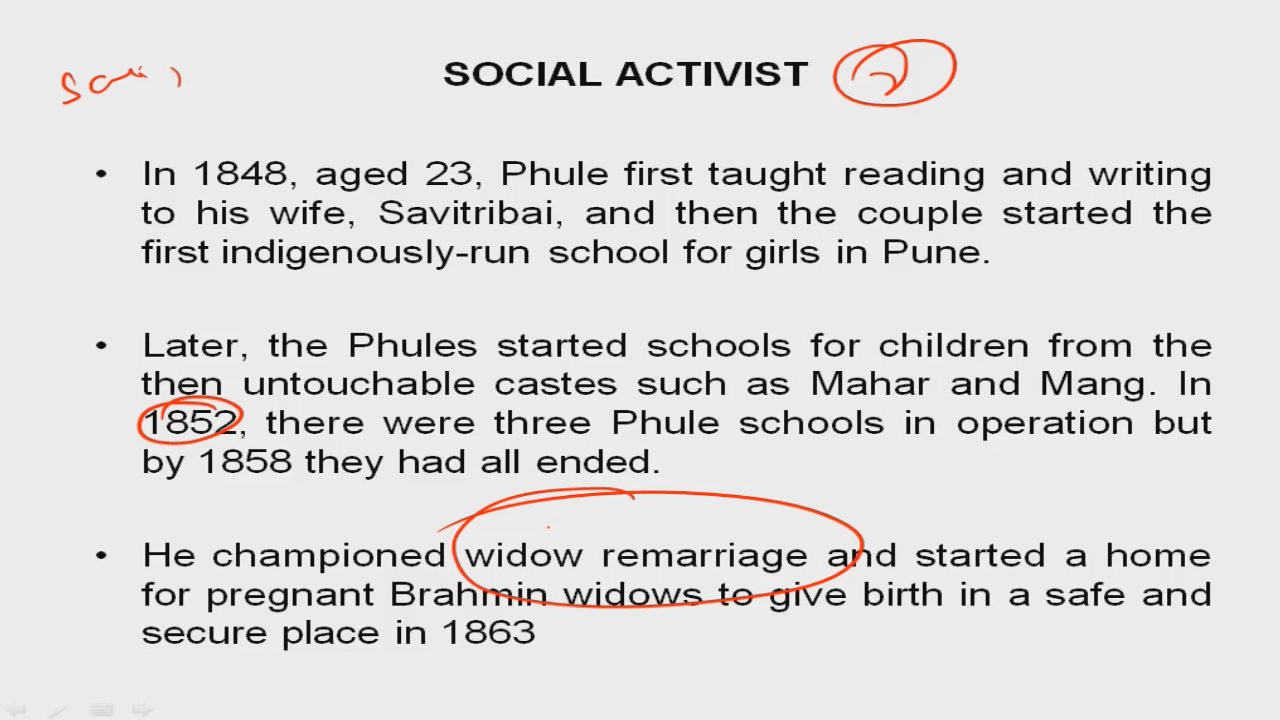 SOCIAL ACTIVIST
• In 1848, aged 23, Phule first taught reading and writing
to his wife, Savitribai, and then the couple started the
first indigenously-run school for girls in Pune.
• Later, the Phules started schools for children from the
then untouchable castes such as Mahar and Mang. In
1852, there were three Phule schools in operation but
by 1858 they had all ended.
• He championed widow remarriage and started a home
for pregnant Brahmin widows to give birth in a safe and
secure place in 1863